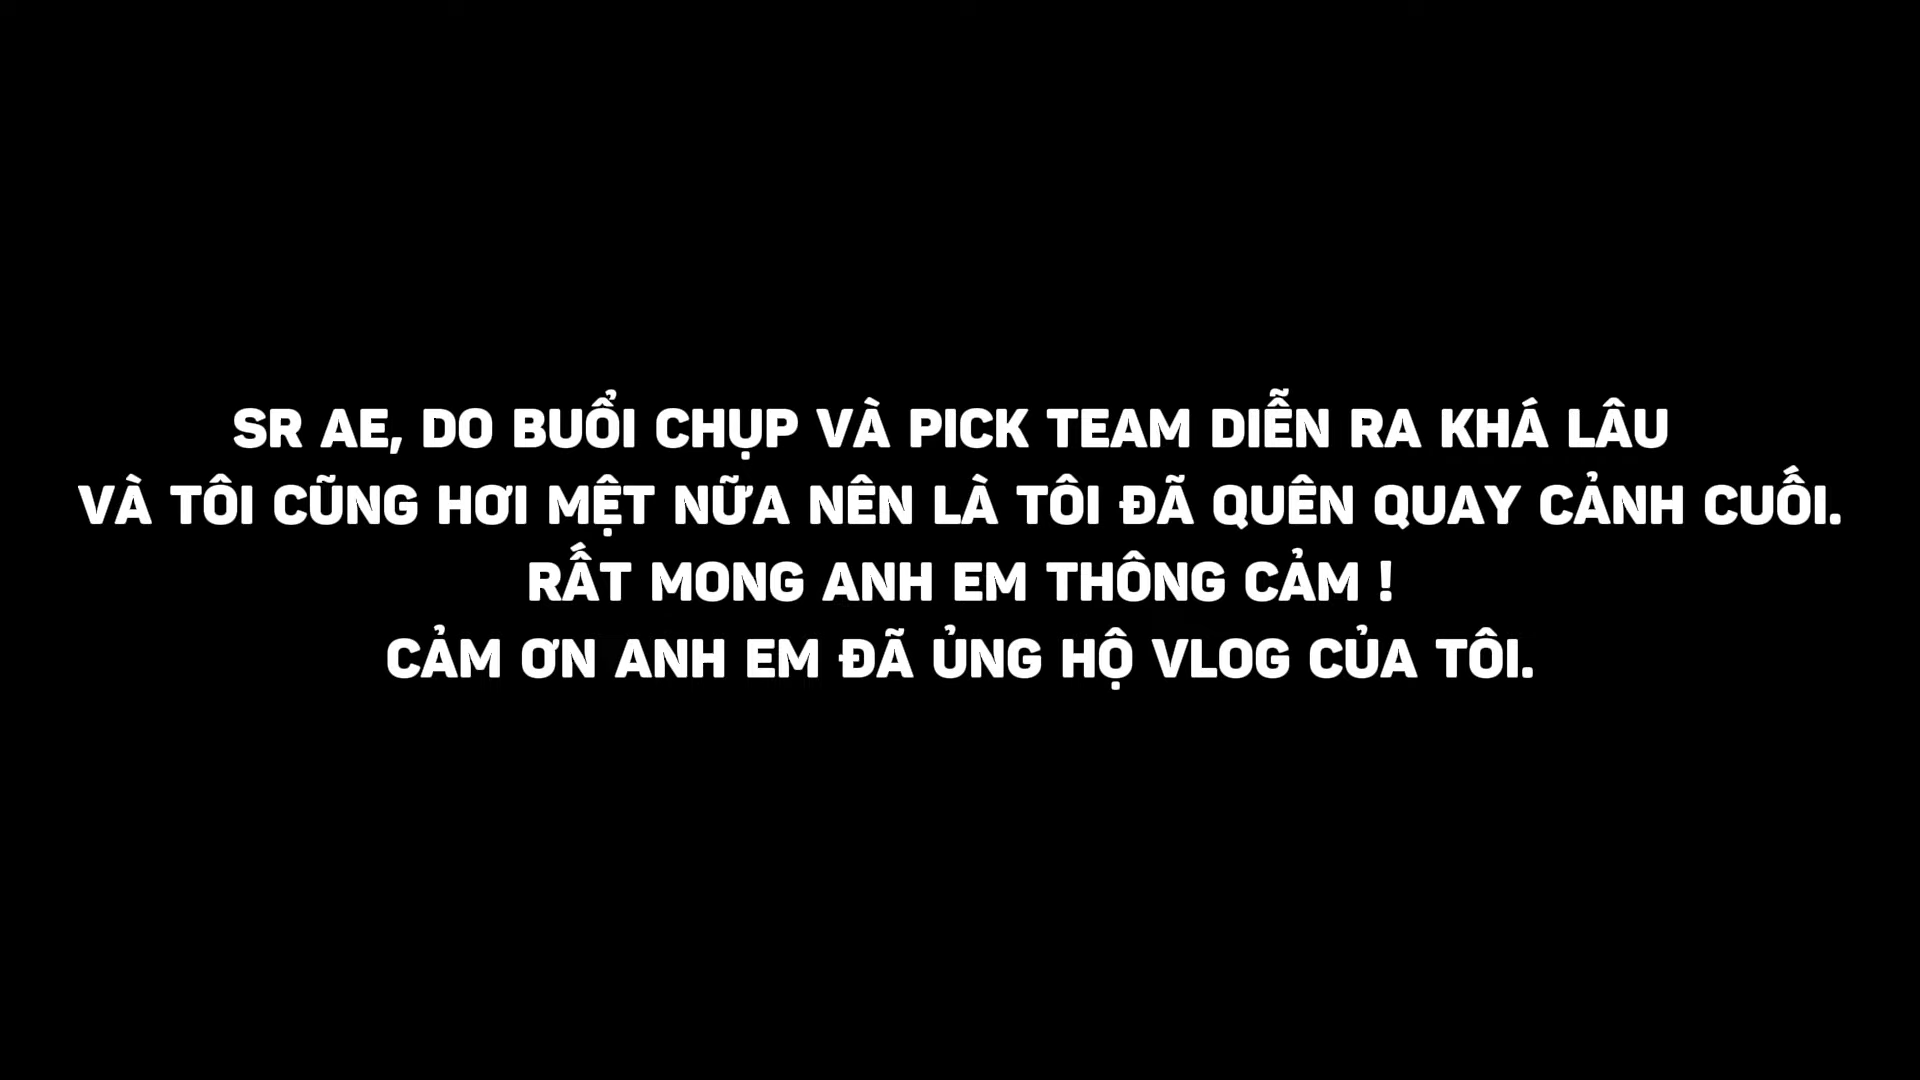 SR AE, DO BUỔI CHỤP VÀ PICK TEAM DIỄN RA KHÁ LÂU
VÀ TÔI CŨNG HƠI MỆT NỮA NÊN LÀ TÔI ĐÃ QUÊN QUAY CẢNH CUỐI.
RẤT MONG ANH EM THÔNG CẢM !
CẢM ƠN ANH EM ĐÃ ỦNG HỘ VLOG CỦA TÔI.